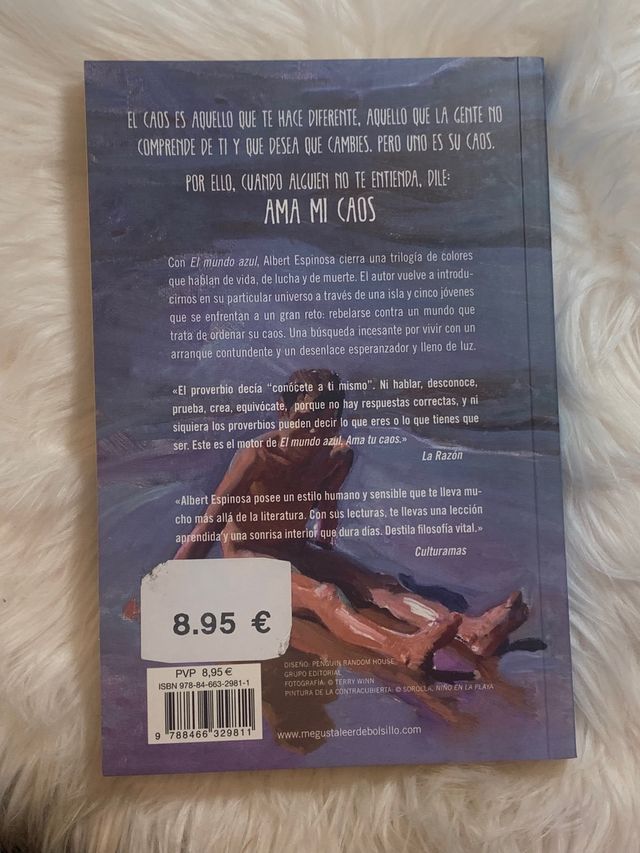 EL CAOS ES AQUELLO QUE TE HACE DIFERENTE, AQUELLO QUE LA GENTE NO
COMPRENDE DE TI Y QUE DESEA QUE CAMBIES. PERO UNO ES SU CAOS.
POR ELLO, CUANDO ALGUIEN NO TE ENTIENDA, DILE:
AMA MI CAOS
Con El mundo azul, Albert Espinosa cierra una trilogía de colores
que hablan de vida, de lucha y de muerte. El autor vuelve a introdu-
cirnos en su particular universo a través de una isla y cinco jóvenes
que se enfrentan a un gran reto: rebelarse contra un mundo que
trata de ordenar su caos. Una búsqueda incesante por vivir con un
arranque contundente y un desenlace esperanzador y lleno de luz.
«El proverbio decía “conócete a ti mismo”. Ni hablar, desconoce,
prueba, crea, equivócate, porque no hay respuestas correctas, y ni
siquiera los proverbios pueden decir lo que eres o lo que tienes que
ser. Este es el motor de El mundo azul. Ama tu caos.»
La Razón
«Albert Espinosa posee un estilo humano y sensible que te lleva mu-
cho más allá de la literatura. Con sus lecturas, te llevas una lección
aprendida y una sonrisa interior que dura días. Destila filosofía vital.»
Culturamas
8.95 €
PVP 8,95 €
ISBN 978-84-663-2981-1
9 788466 329811
DISEÑO: PENGUIN RANDOM HOUSE
GRUPO EDITORIAL
FOTOGRAFÍA: © TERRY WINN
PINTURA DE LA CONTRACUBIERTA: © SOROLLA, NIÑO EN LA PLAYA
www.megustaleerdebolsillo.com